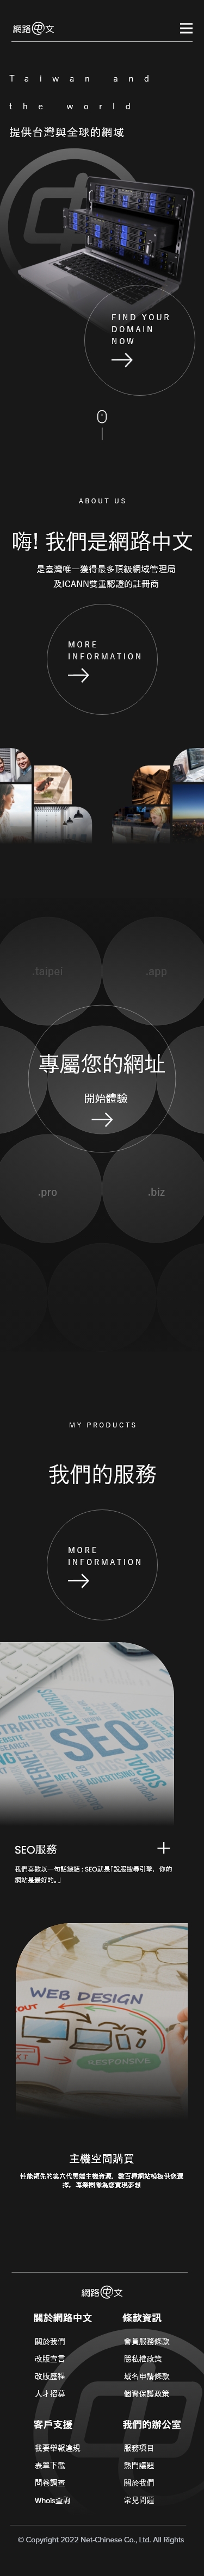 網路中文
Taiwan and
the world
提供台灣與全球的網域
FIND YOUR
DOMAIN
NOW
ABOUT US
嗨! 我們是網路中文
是臺灣唯一獲得最多頂級網域管理局
及ICANN雙重認證的註冊商
MORE
INFORMATION
.taipei
.app
專屬您的網址
開始體驗
.pro
.biz
MY PRODUCTS
我們的服務
MORE
INFORMATION
STRATEGY
SEO
MARKETING
SEO服務
我們喜歡以一句話總結:SEO就是「說服搜尋引擎，你的
網站是最好的。」
WEB DESIGN
RESPONSIVE
主機空間購買
性能領先的第六代雲端主機資源，數百種網站模板供您選
擇，專業團隊為您實現夢想
網路中文
關於網路中文
條款資訊
關於我們
會員服務條款
改版宣言
隱私權政策
改版歷程
域名申請條款
人才招募
個資保護政策
客戶支援
我們的辦公室
我要舉報違規
服務項目
表單下載
熱門議題
問卷調查
關於我們
Whois查詢
常見問題
© Copyright 2022 Net-Chinese Co., Ltd. All Rights